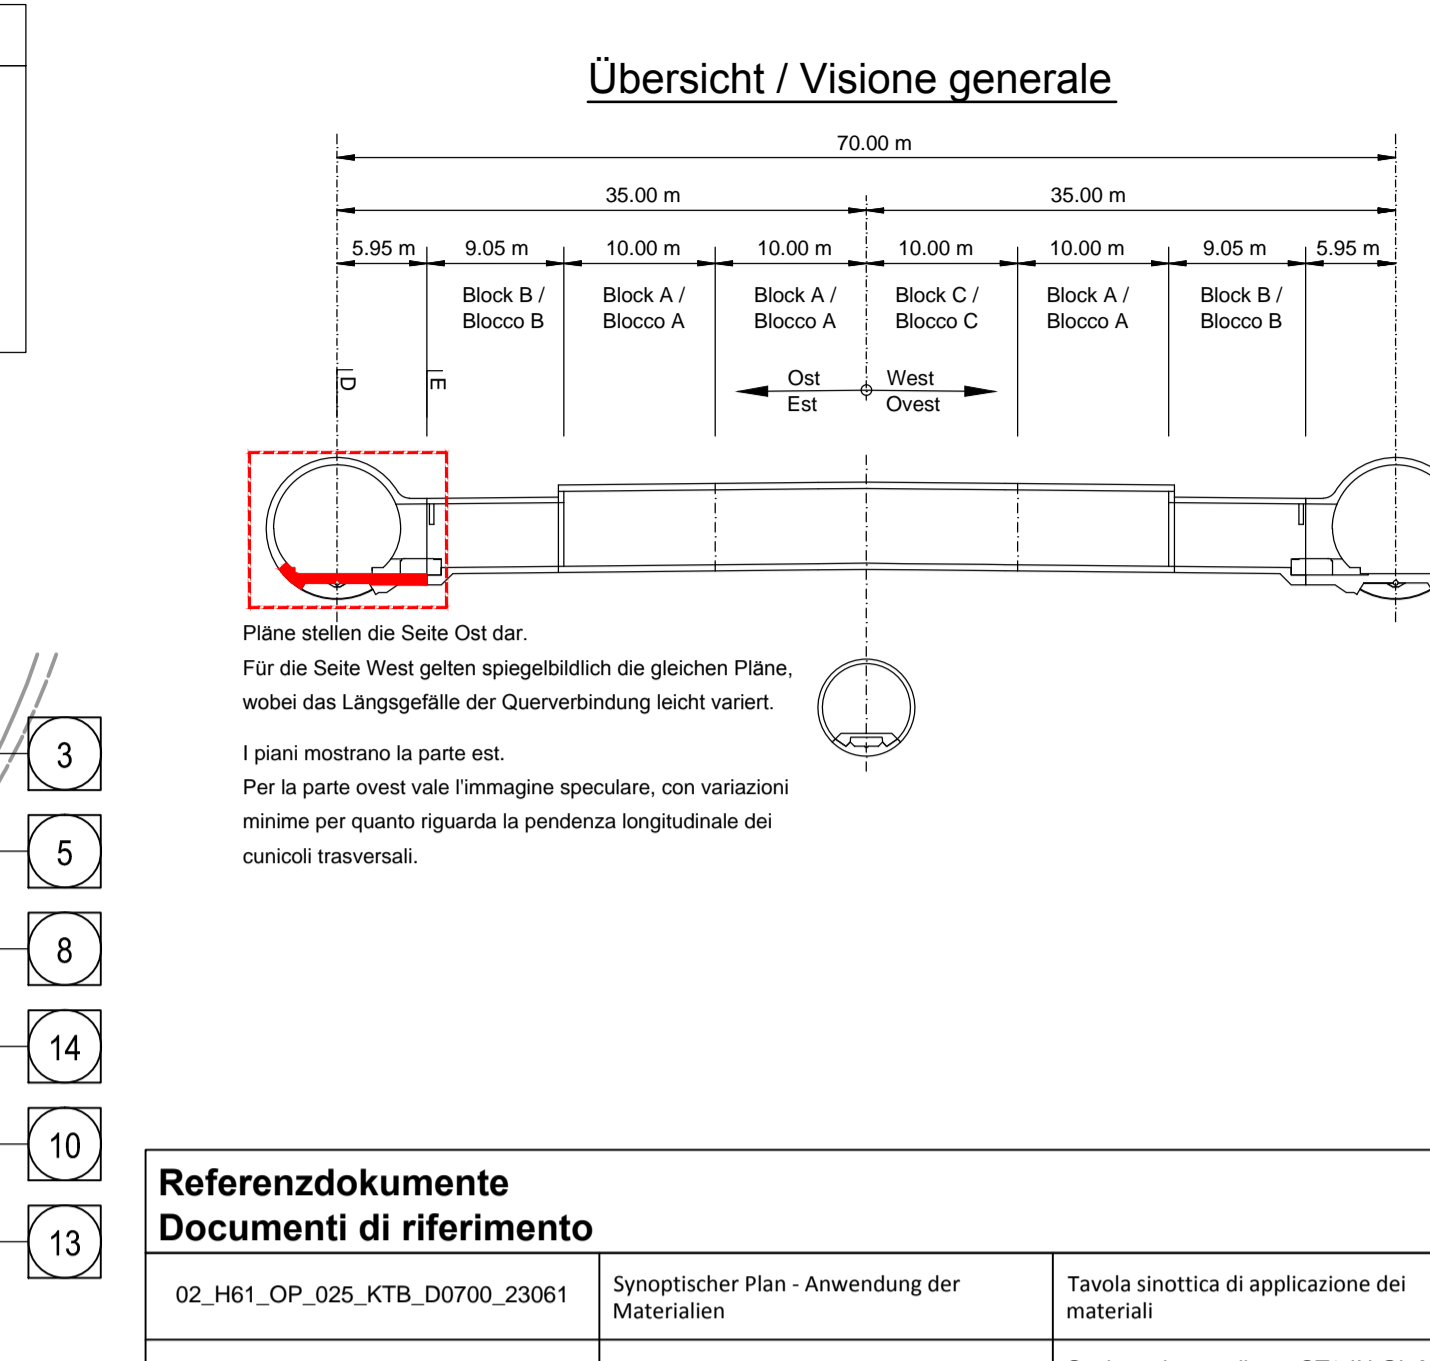 Übersicht / Visione generale
70.00 m
35.00 m 35.00 m
5.95 m 9.05 m 10.00 m 10.00 m 10.00 m 10.00 m 9.05 m 5.95 m
Block B / Block A / Block A / Block C / Block A / Block B /
Blocco B Blocco A Blocco A Blocco C Blocco A Blocco B
D E
Ost West
Est Ovest
Pläne stellen die Seite Ost dar.
Für die Seite West gelten spiegelbildlich die gleichen Pläne,
wobei das Längsgefälle der Querverbindung leicht variert.
I piani mostrano la parte est.
Per la parte ovest vale l'immagine speculare, con variazioni
minime per quanto riguarda la pendenza longitudinale dei
cunicoli trasversali.
3
5
8
14
10
13
Referenzdokumente
Documenti di riferimento
02_H61_OP_025_KTB_D0700_23061
Synoptischer Plan - Anwendung der
Materialien
Tavola sinottica di applicazione dei
materiali